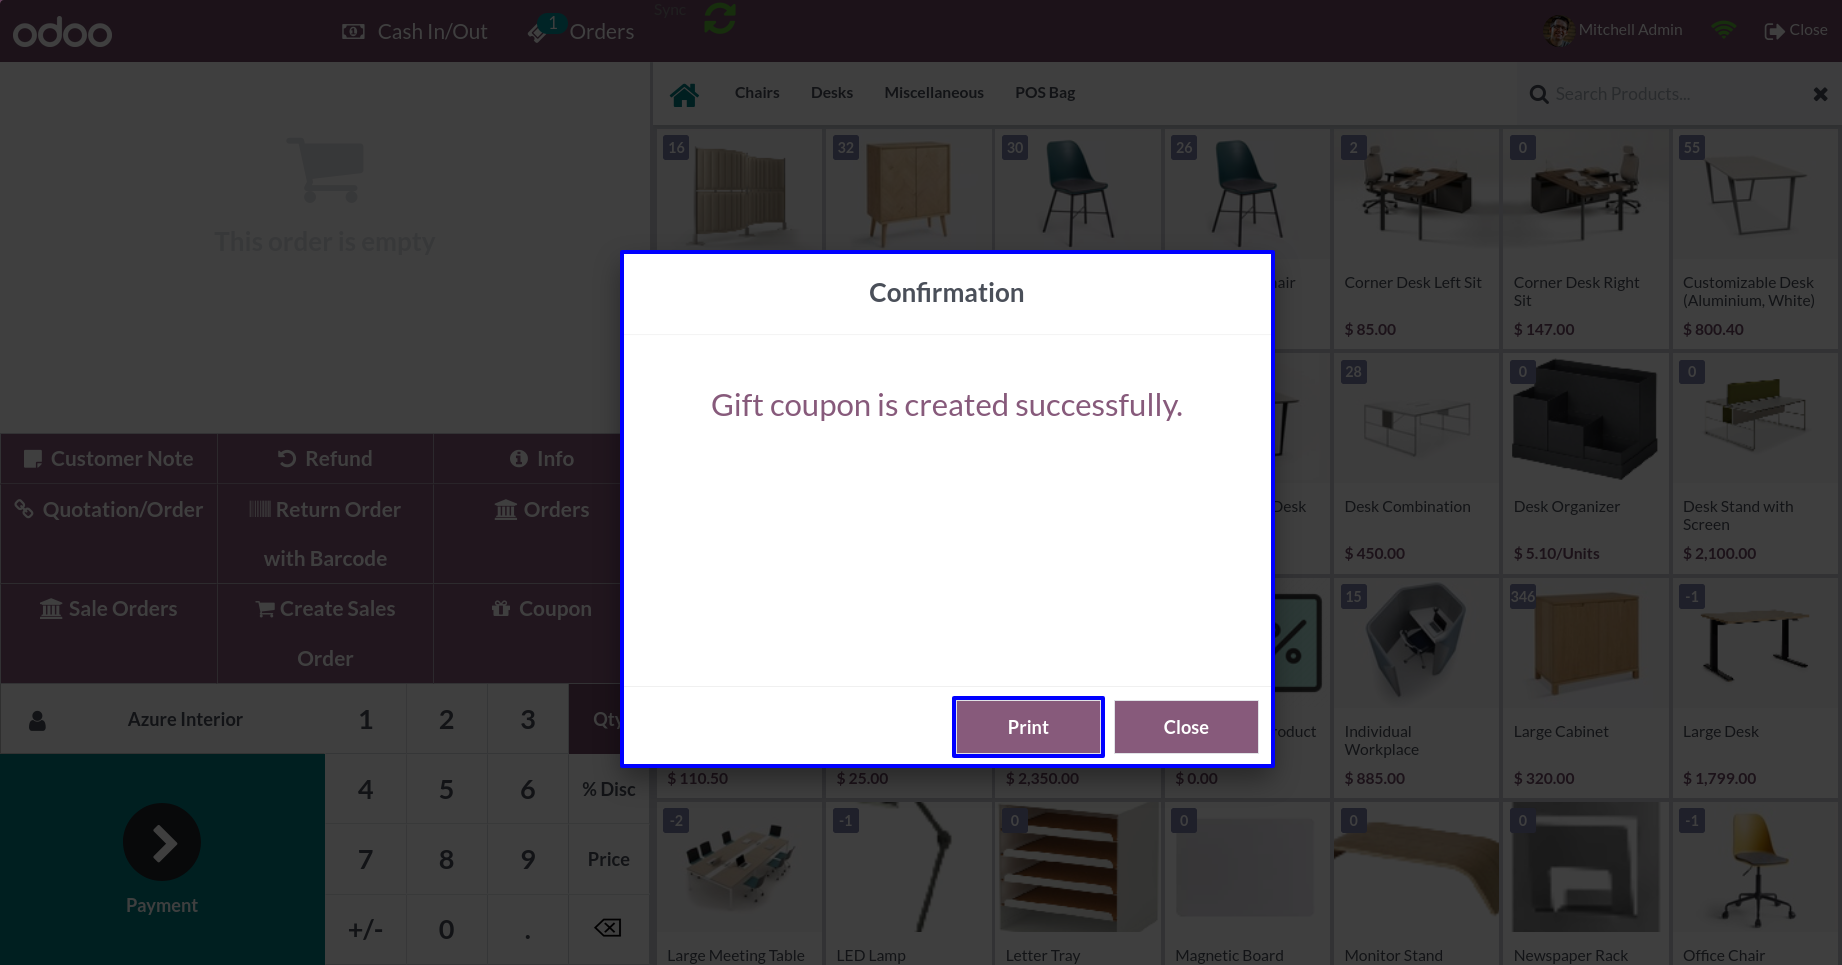 odoo
Cash In/Out
1
Orders
Sync
Mitchell Admin
Close
This order is empty
Chairs
Desks
Miscellaneous
POS Bag
Search Products...
16
32
30
26
2
0
55
air
Corner Desk Left Sit
$ 85.00
Corner Desk Right
Sit
$ 147.00
Customizable Desk
(Aluminium, White)
$ 800.40
Confirmation
Gift coupon is created successfully.
Print
Close
28
0
0
Desk
Desk Combination
$ 450.00
Desk Organizer
$ 5.10/Units
Desk Stand with
Screen
$ 2,100.00
Customer Note
Refund
Info
Quotation/Order
Return Order
with Barcode
Orders
Sale Orders
Create Sales
Order
Coupon
%
15
346
-1
oduct
Individual
Workplace
Large Cabinet
Large Desk
$ 110.50
$ 25.00
$ 2,350.00
$ 0.00
$ 885.00
$ 320.00
$ 1,799.00
Azure Interior
1
2
3
Qty
4
5
6
% Disc
7
8
9
Price
+/-
0
.
Payment
-2
-1
0
0
0
0
-1
Large Meeting Table
LED Lamp
Letter Tray
Magnetic Board
Monitor Stand
Newspaper Rack
Office Chair